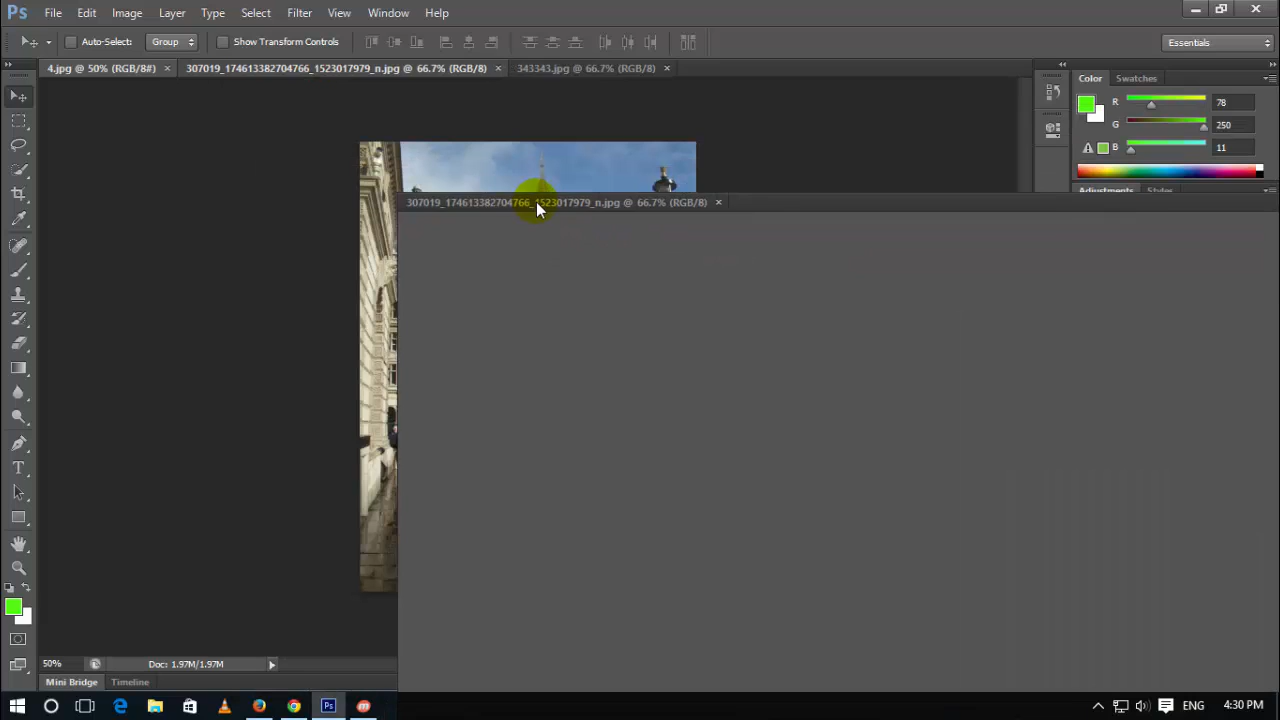 Ps File Edit Image Layer Type Select Filter View Window Help
Auto-Select: Group Show Transform Controls Essentials
4.jpg @ 50% (RGB/8#) × 307019_174613382704766_1523017979_n.jpg @ 66.7% (RGB/8) × 343343.jpg @ 66.7% (RGB/8) ×
Color Swatches
R 78
G 250
B 11
Adjustments Styles
307019_174613382704766_1523017979_n.jpg @ 66.7% (RGB/8) ×
T
50% Doc: 1.97M/1.97M
Mini Bridge Timeline
Ps ENG 4:30 PM